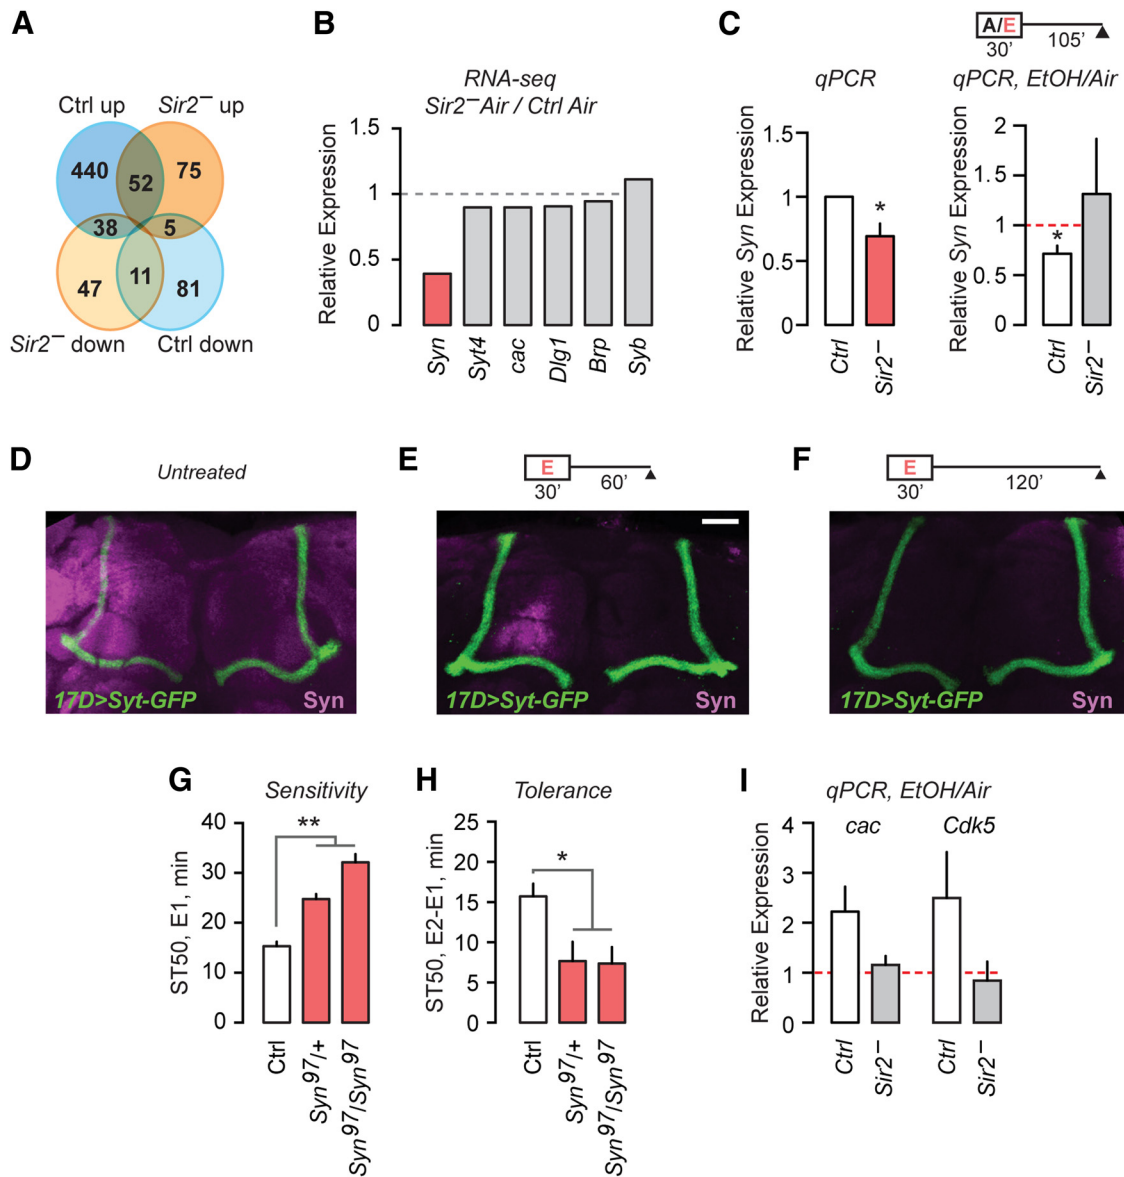 A
Ctrl up
Sir2⁻ up
440
52
75
38
5
47
11
81
Sir2⁻ down
Ctrl down
B
RNA-seq
Sir2⁻Air / Ctrl Air
Relative Expression
1.5
1
0.5
0
Syn
Syt4
cac
Dlg1
Brp
Syb
C
qPCR
Relative Syn Expression
1.5
1.0
0.5
0
*
Ctrl
Sir2⁻
A/E
30'
105'
qPCR, EtOH/Air
Relative Syn Expression
2
1.5
1
0.5
0
*
Ctrl
Sir2⁻
D
Untreated
17D>Syt-GFP
Syn
E
E
30'
60'
17D>Syt-GFP
Syn
F
E
30'
120'
17D>Syt-GFP
Syn
G
Sensitivity
ST50, E1, min
40
30
20
10
0
**
Ctrl
Syn⁹⁷/+
Syn⁹⁷/Syn⁹⁷
H
Tolerance
ST50, E2-E1, min
25
20
15
10
5
0
*
Ctrl
Syn⁹⁷/+
Syn⁹⁷/Syn⁹⁷
I
qPCR, EtOH/Air
cac
Cdk5
Relative Expression
4
3
2
1
0
Ctrl
Sir2⁻
Ctrl
Sir2⁻